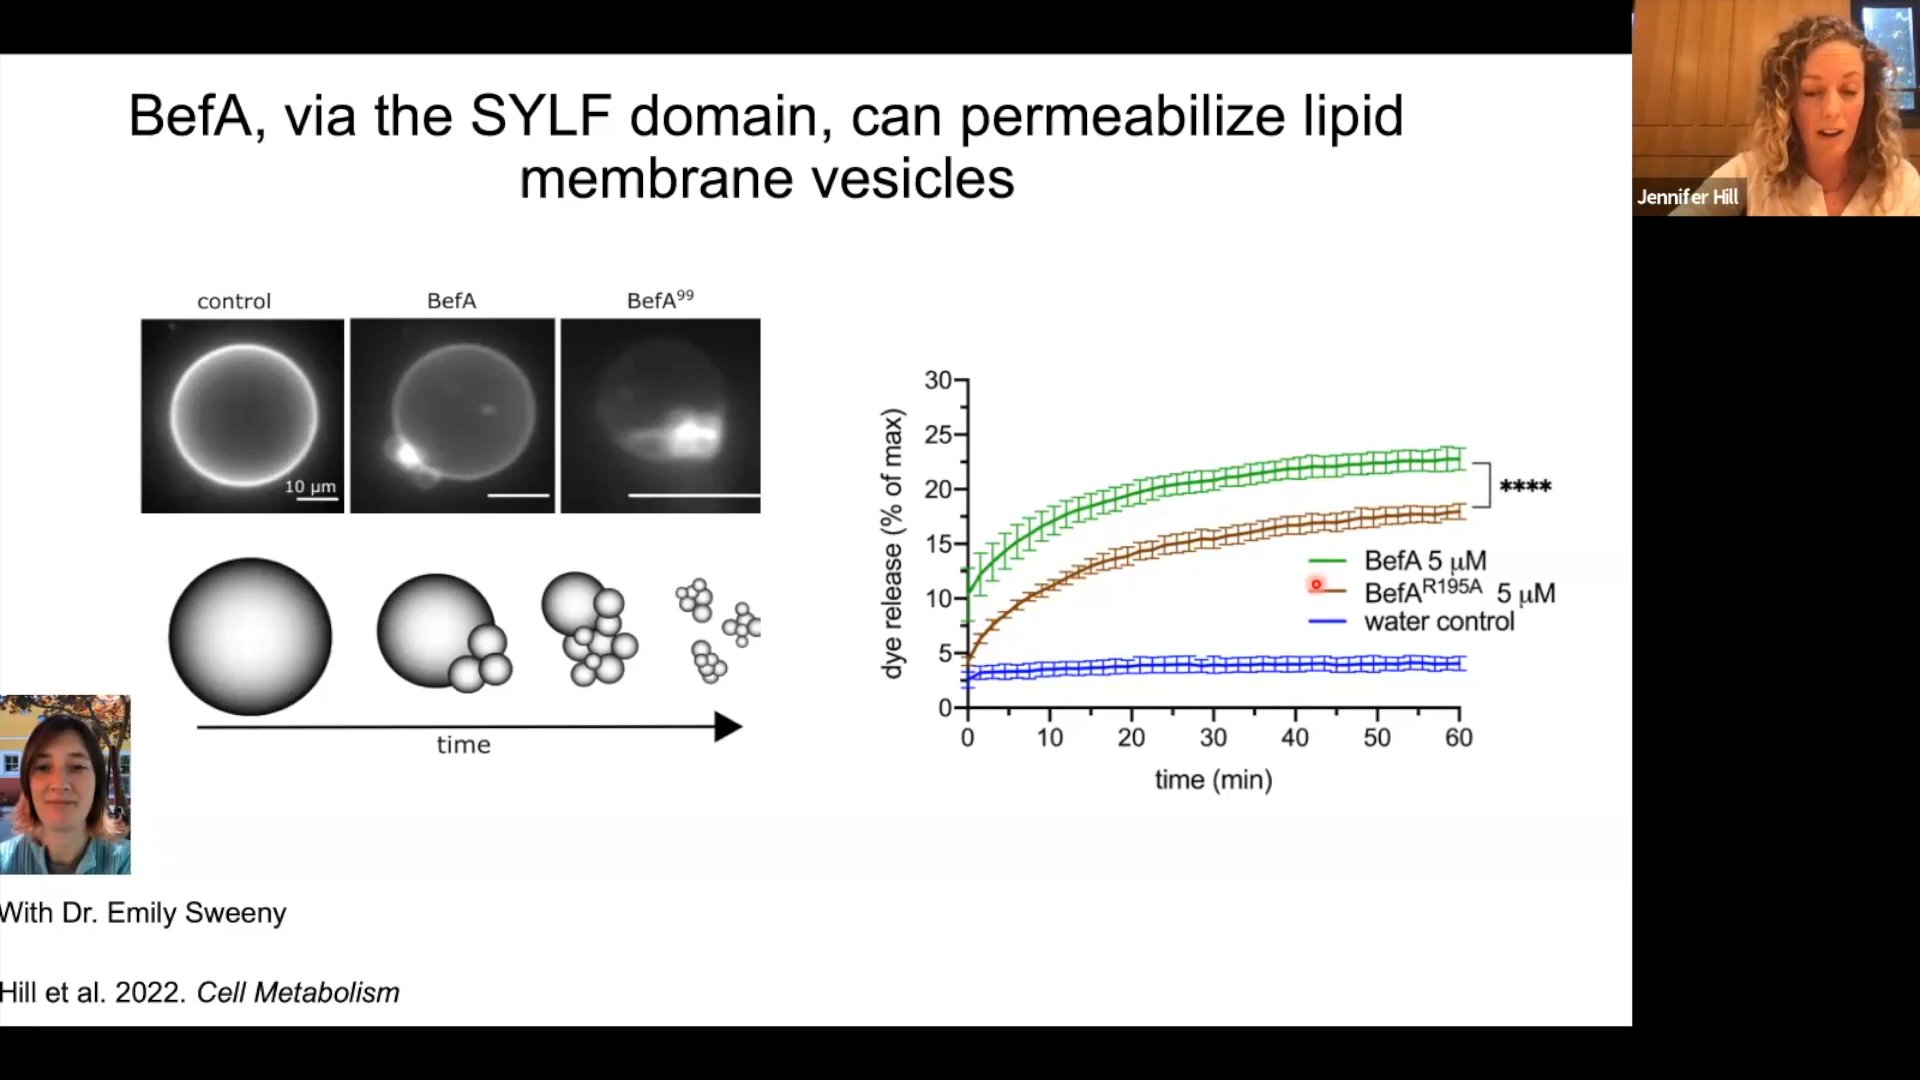 BefA, via the SYLF domain, can permeabilize lipid
membrane vesicles
Jennifer Hill
control
BefA
BefA⁹⁹
10 µm
time
dye release (% of max)
30
25
20
15
10
5
0
0 10 20 30 40 50 60
time (min)
****
BefA 5 µM
BefAᴿ¹⁹⁵ᴬ 5 µM
water control
With Dr. Emily Sweeny
Hill et al. 2022. Cell Metabolism